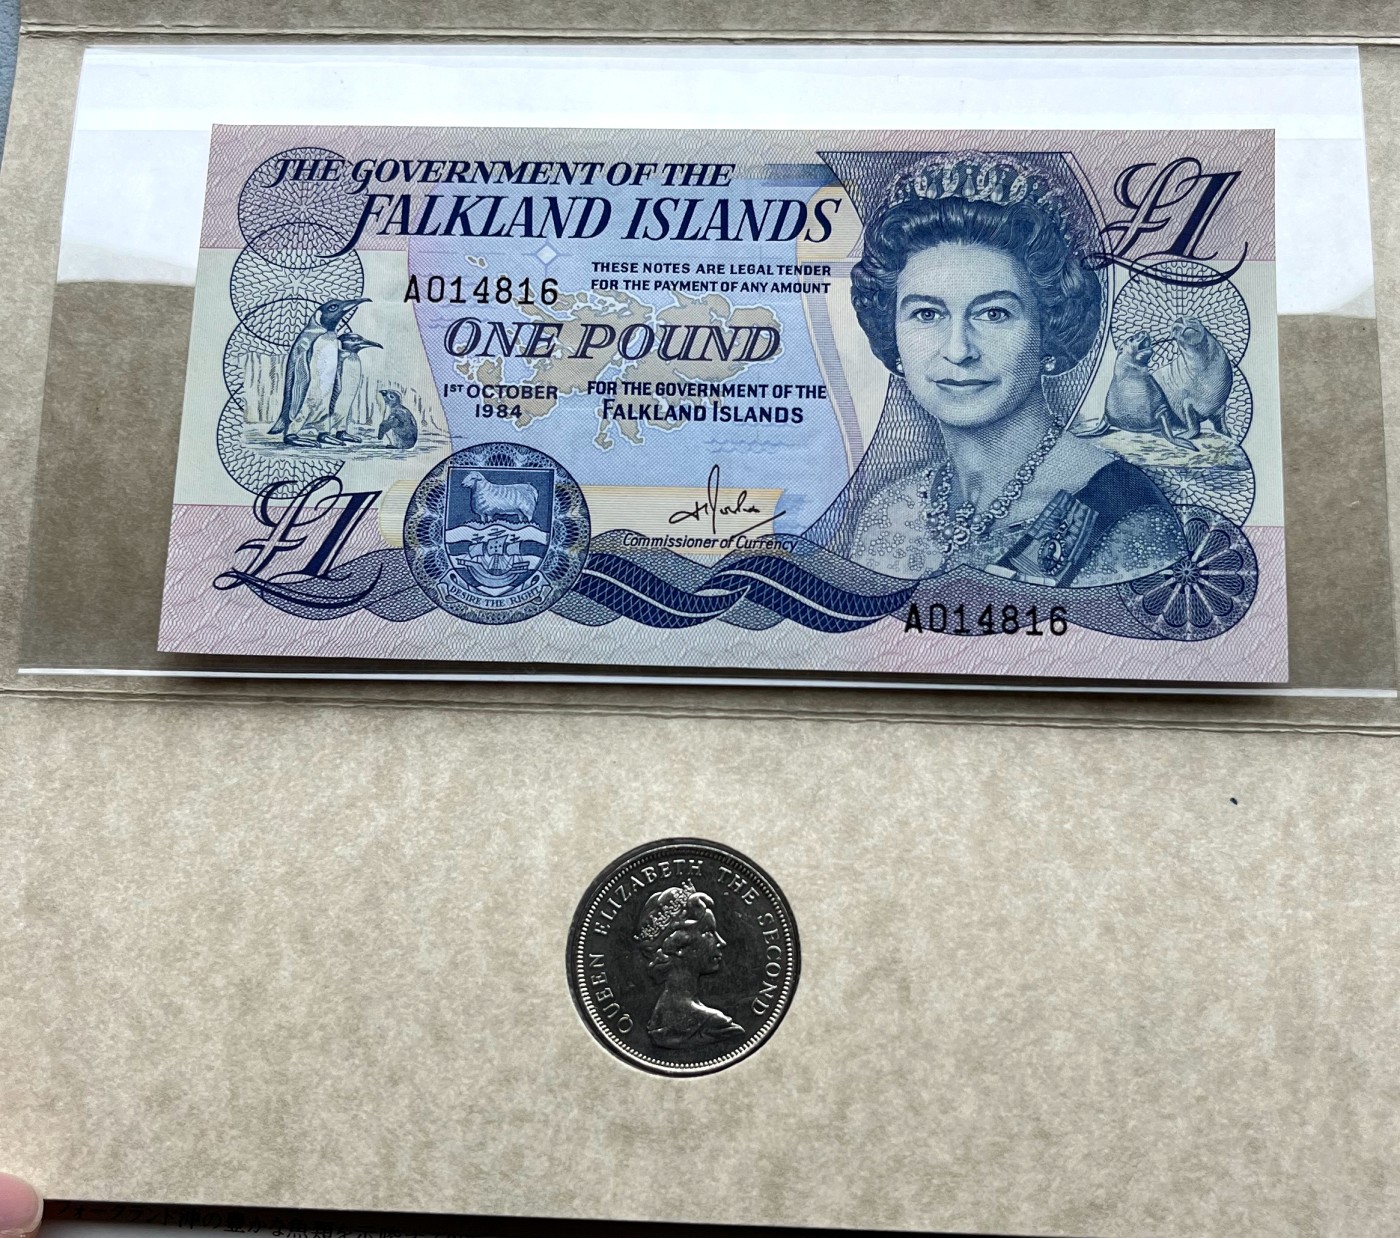 THE GOVERNMENT OF THE
FALKLAND ISLANDS
£1
THESE NOTES ARE LEGAL TENDER
FOR THE PAYMENT OF ANY AMOUNT
A014816
ONE POUND
1ST OCTOBER
1984
FOR THE GOVERNMENT OF THE
FALKLAND ISLANDS
£1
DESIRE THE RIGHT
Commissioner of Currency
A014816
QUEEN ELIZABETH THE SECOND